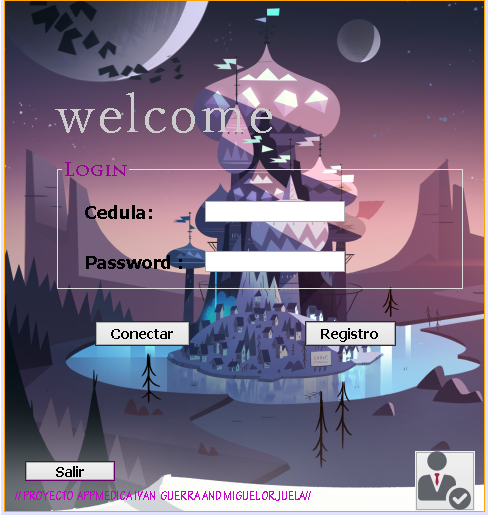 welcome
LOGIN
Cedula:
Password :
Conectar
Registro
Salir
// PROYECTO APPMEDICA IVAN GUERRA AND MIGUEL ORJUELA//